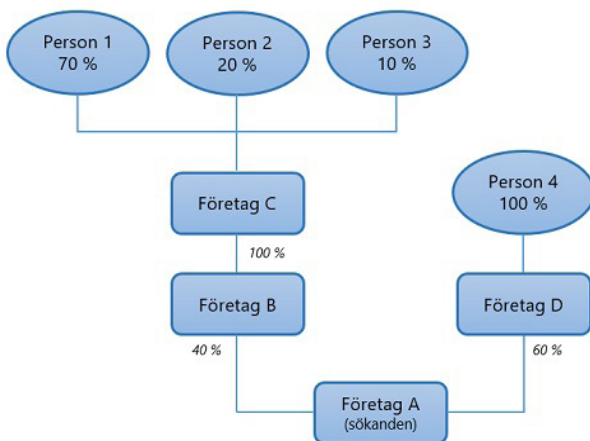 Person 1
70 %
Person 2
20 %
Person 3
10 %
Företag C
Person 4
100 %
100 %
Företag B
Företag D
40 %
60 %
Företag A
(sökanden)